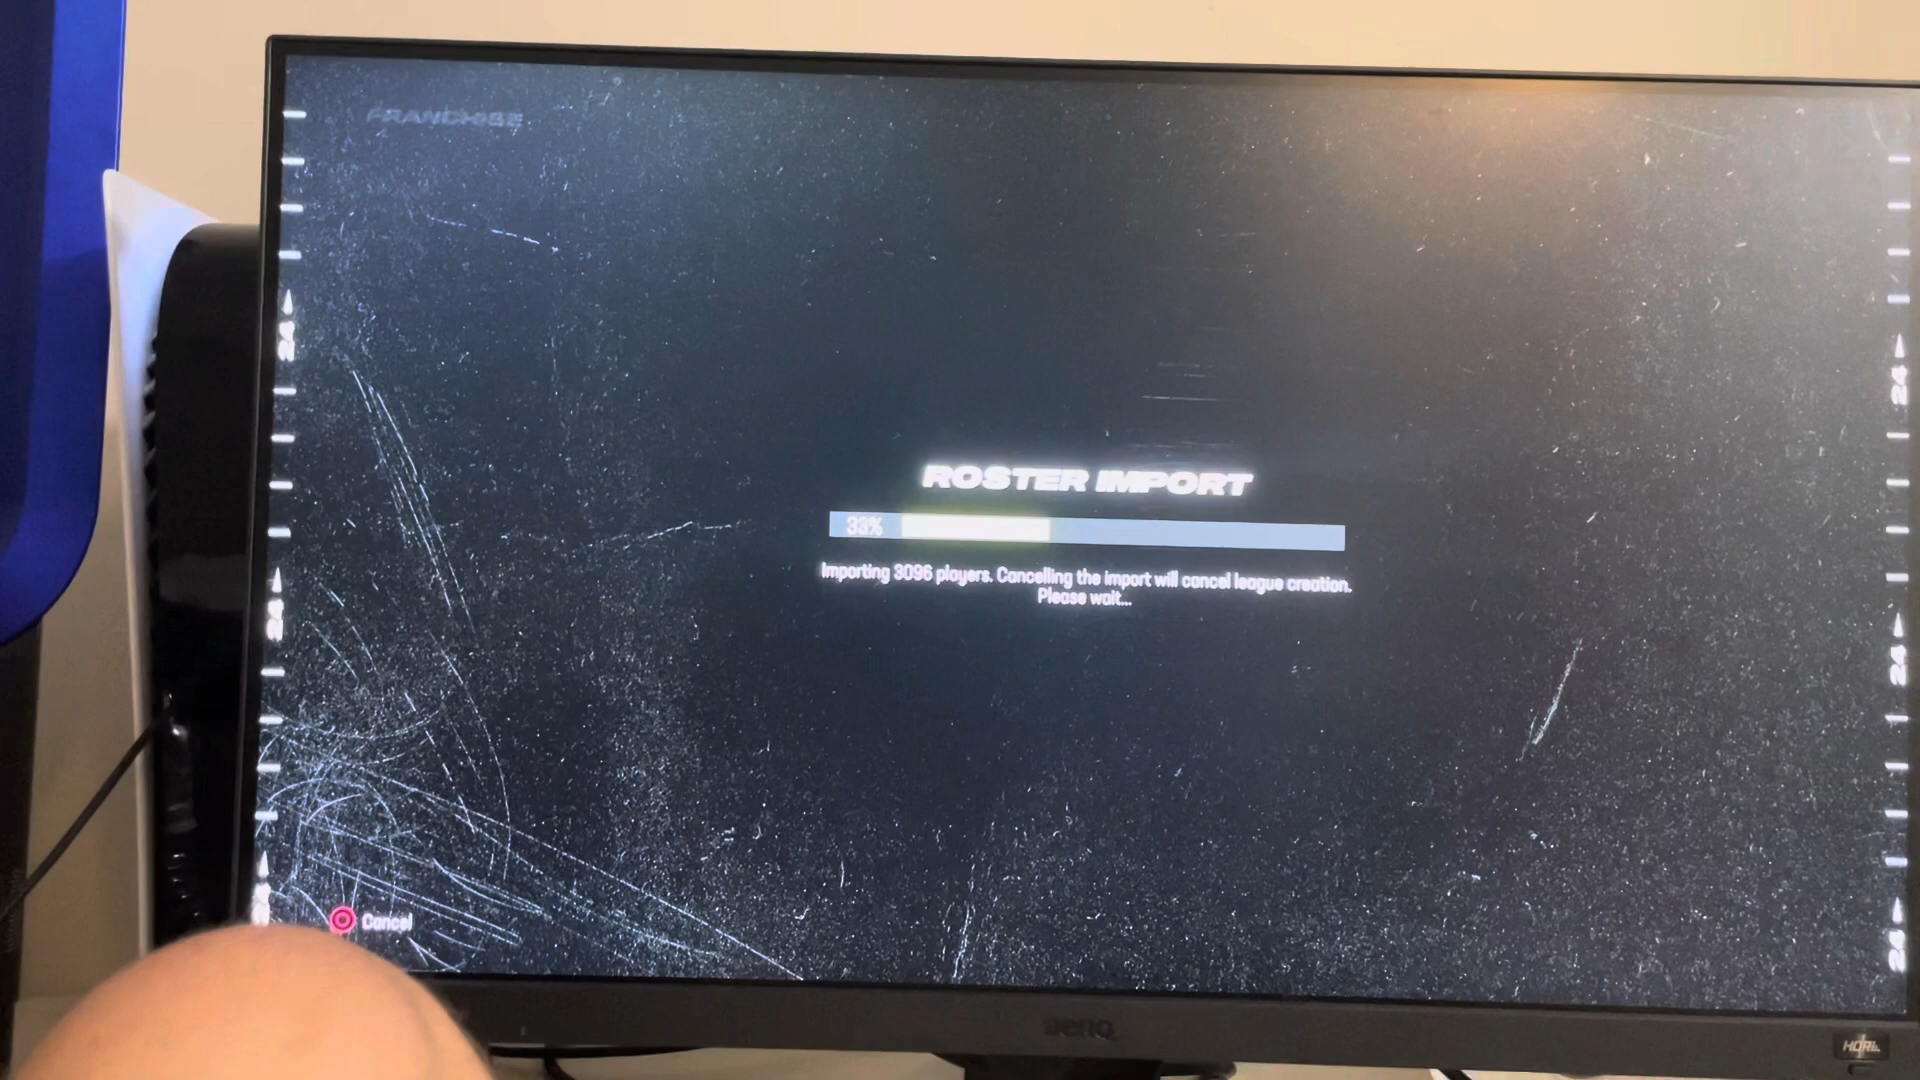 FRANCHISE
ROSTER IMPORT
33%
Importing 3096 players. Cancelling the import will cancel league creation.
Please wait...
24
24
24
24
24
24
Cancel
BenQ